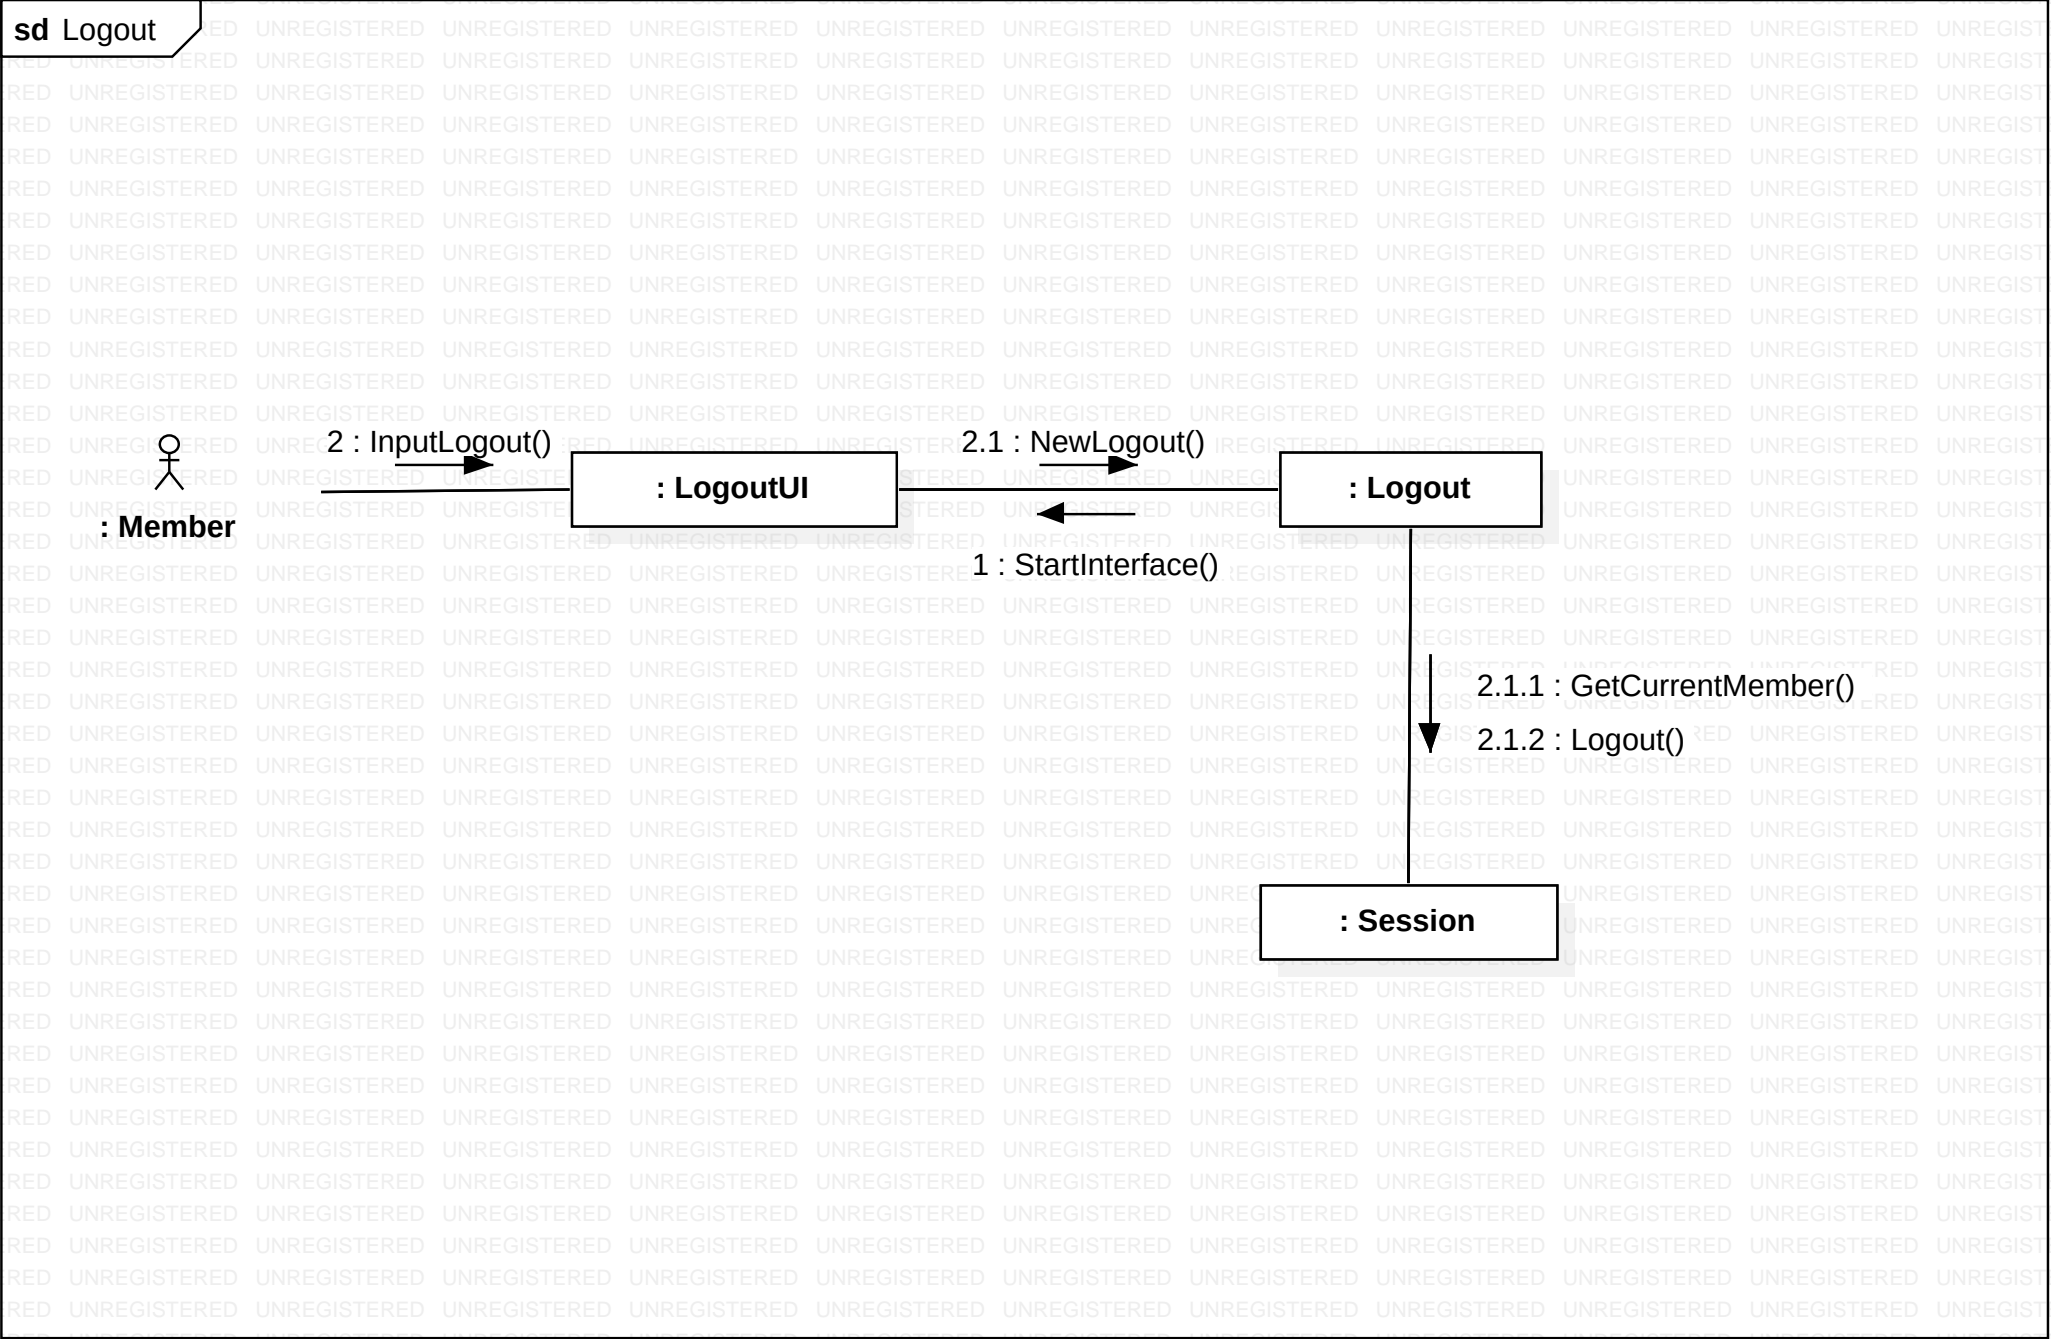 sd Logout
2 : InputLogout()
2.1 : NewLogout()
: LogoutUI
: Logout
: Member
1 : StartInterface()
2.1.1 : GetCurrentMember()
2.1.2 : Logout()
: Session
UNREGISTERED